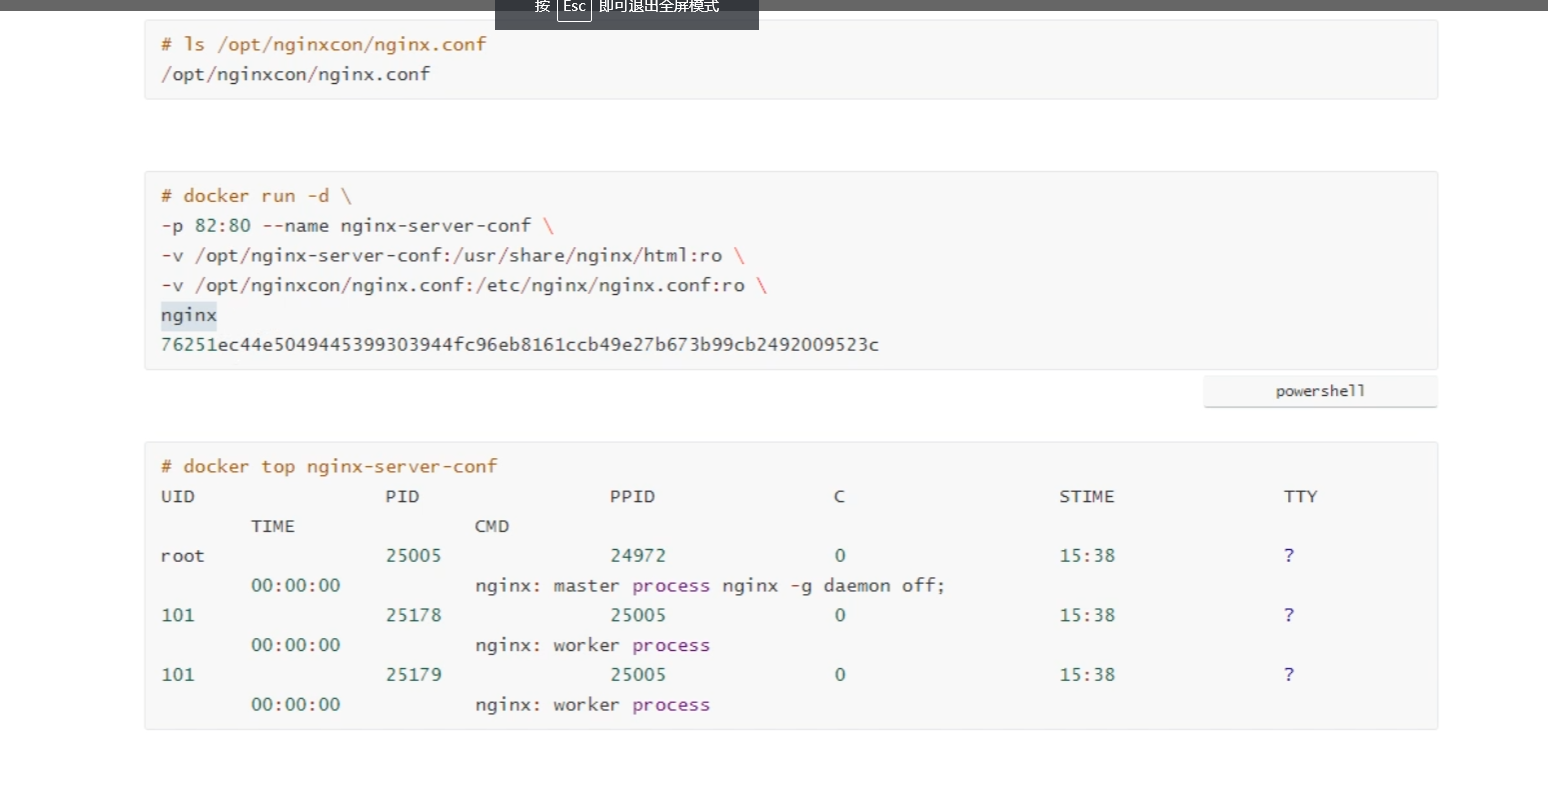 按 Esc 即可退出全屏模式
# ls /opt/nginxcon/nginx.conf
/opt/nginxcon/nginx.conf
# docker run -d \
-p 82:80 --name nginx-server-conf \
-v /opt/nginx-server-conf:/usr/share/nginx/html:ro \
-v /opt/nginxcon/nginx.conf:/etc/nginx/nginx.conf:ro \
nginx
76251ec44e5049445399303944fc96eb8161ccb49e27b673b99cb2492009523c
powershell
# docker top nginx-server-conf
UID PID PPID C STIME TTY
TIME CMD
root 25005 24972 0 15:38 ?
00:00:00 nginx: master process nginx -g daemon off;
101 25178 25005 0 15:38 ?
00:00:00 nginx: worker process
101 25179 25005 0 15:38 ?
00:00:00 nginx: worker process